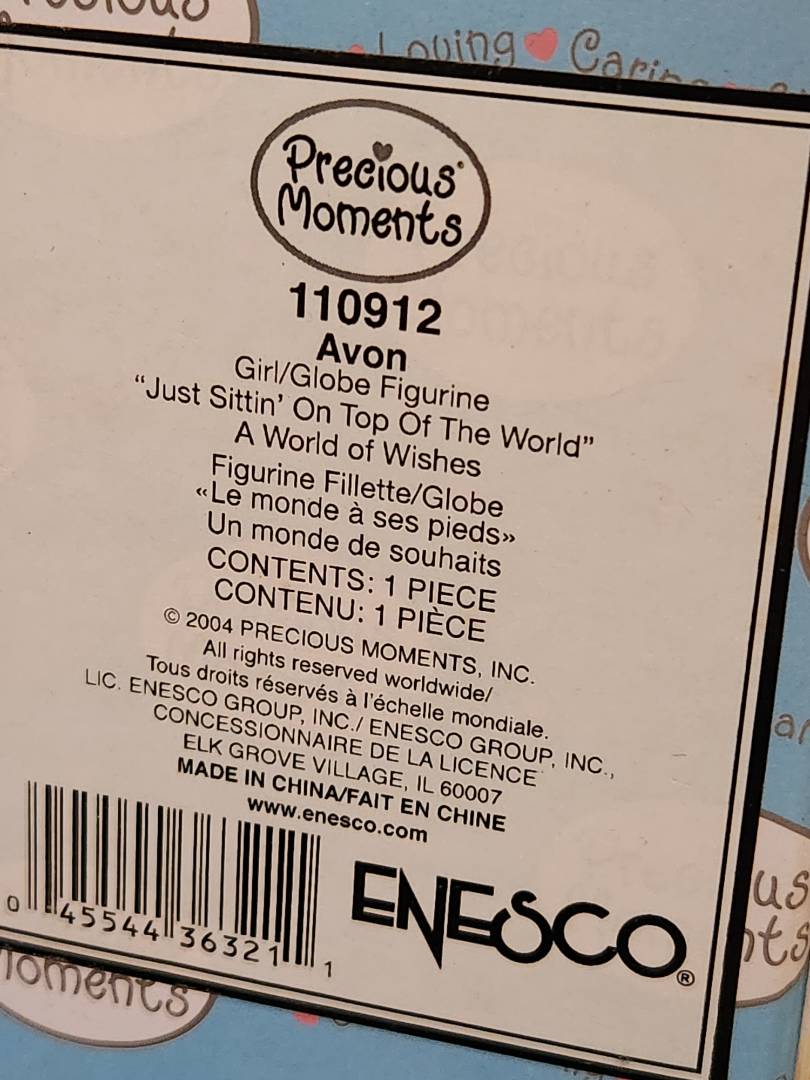 Loving Caring
Precious
Moments
110912
Avon
Girl/Globe Figurine
"Just Sittin' On Top Of The World"
A World of Wishes
Figurine Fillette/Globe
«Le monde à ses pieds»
Un monde de souhaits
CONTENTS: 1 PIECE
CONTENU: 1 PIÈCE
© 2004 PRECIOUS MOMENTS, INC.
All rights reserved worldwide/
Tous droits réservés à l'échelle mondiale.
LIC. ENESCO GROUP, INC./ ENESCO GROUP, INC.,
CONCESSIONNAIRE DE LA LICENCE
ELK GROVE VILLAGE, IL 60007
MADE IN CHINA/FAIT EN CHINE
www.enesco.com
0 45544 36321 1
ENESCO®
Moments